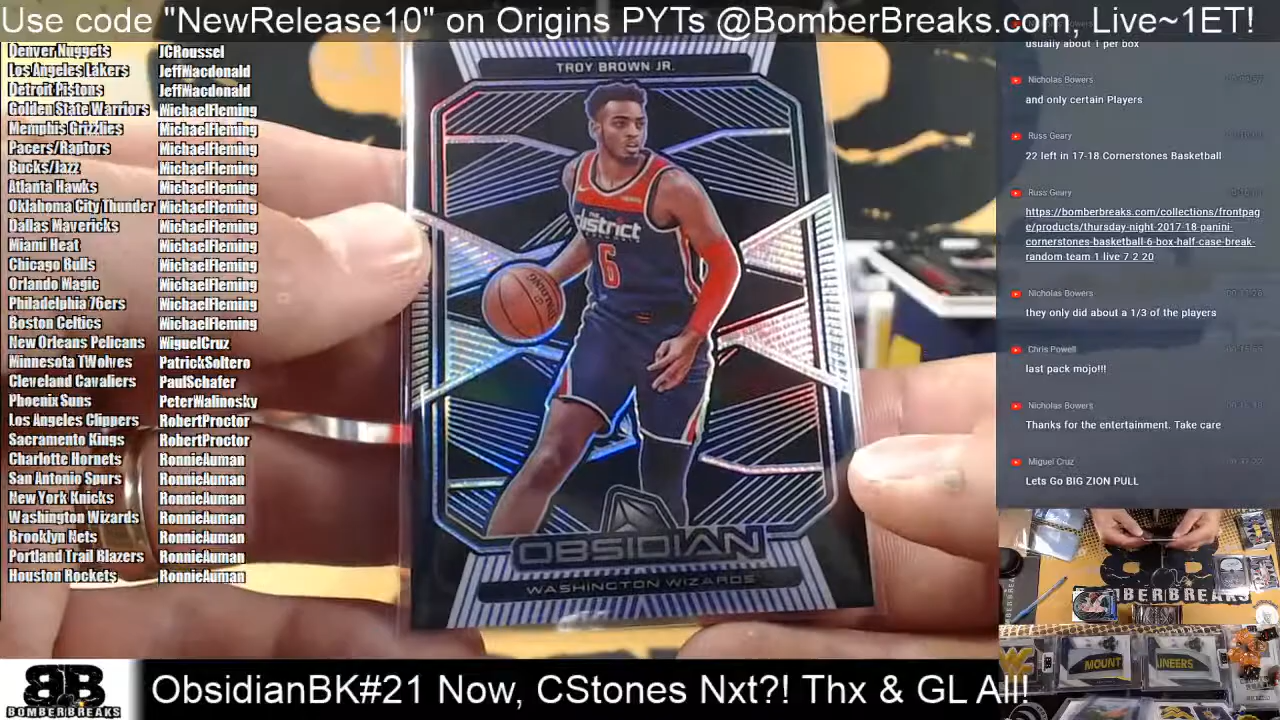 Use code "NewRelease10" on Origins PYTs @BomberBreaks.com, Live~1ET!
Denver Nuggets JCRoussel
Los Angeles Lakers JeffMacdonald
Detroit Pistons JeffMacdonald
Golden State Warriors MichaelFleming
Memphis Grizzlies MichaelFleming
Pacers/Raptors MichaelFleming
Bucks/Jazz MichaelFleming
Atlanta Hawks MichaelFleming
Oklahoma City Thunder MichaelFleming
Dallas Mavericks MichaelFleming
Miami Heat MichaelFleming
Chicago Bulls MichaelFleming
Orlando Magic MichaelFleming
Philadelphia 76ers MichaelFleming
Boston Celtics MichaelFleming
New Orleans Pelicans MiguelCruz
Minnesota TWolves PatrickSoltero
Cleveland Cavaliers PaulSchafer
Phoenix Suns PeterMalinosky
Los Angeles Clippers RobertProctor
Sacramento Kings RobertProctor
Charlotte Hornets RonnieAuman
San Antonio Spurs RonnieAuman
New York Knicks RonnieAuman
Washington Wizards RonnieAuman
Brooklyn Nets RonnieAuman
Portland Trail Blazers RonnieAuman
Houston Rockets RonnieAuman
TROY BROWN JR.
district
6
OBSIDIAN
WASHINGTON WIZARDS
usually about 1 per box
Nicholas Bowers
and only certain Players
Russ Geary
22 left in 17-18 Cornerstones Basketball
Russ Geary
https://bomberbreaks.com/collections/frontpag
e/products/thursday-night-2017-18-panini-
cornerstones-basketball-6-box-half-case-break-
random-team-1-live-7-2-20
Nicholas Bowers
they only did about a 1/3 of the players
Chris Powell
last pack mojo!!!
Nicholas Bowers
Thanks for the entertainment. Take care
Miguel Cruz
Lets Go BIG ZION PULL
BOMBER BREAKS
MOUNT
AINEERS
BB
BOMBERBREAKS
ObsidianBK#21 Now, CStones Nxt?! Thx & GL All!